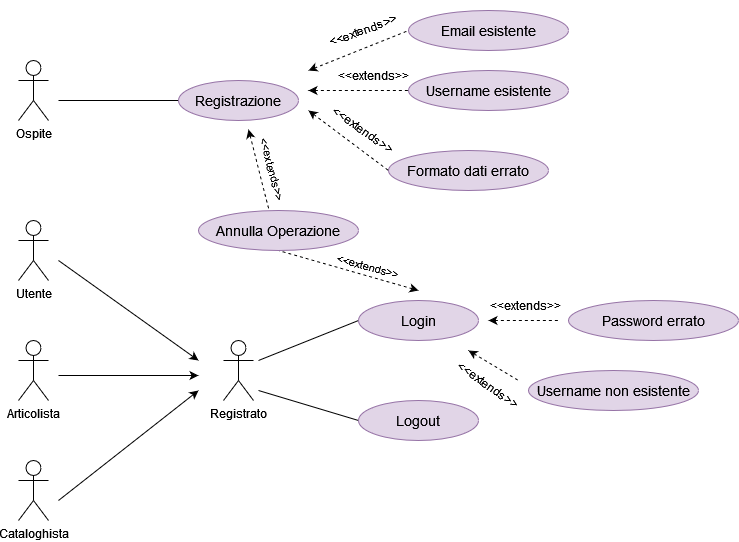 <<extends>>
Email esistente
<<extends>>
Username esistente
Registrazione
Ospite
<<extends>>
Formato dati errato
<<extends>>
Annulla Operazione
<<extends>>
Utente
<<extends>>
Login
Password errato
<<extends>>
Username non esistente
Articolista
Registrato
Logout
Cataloghista